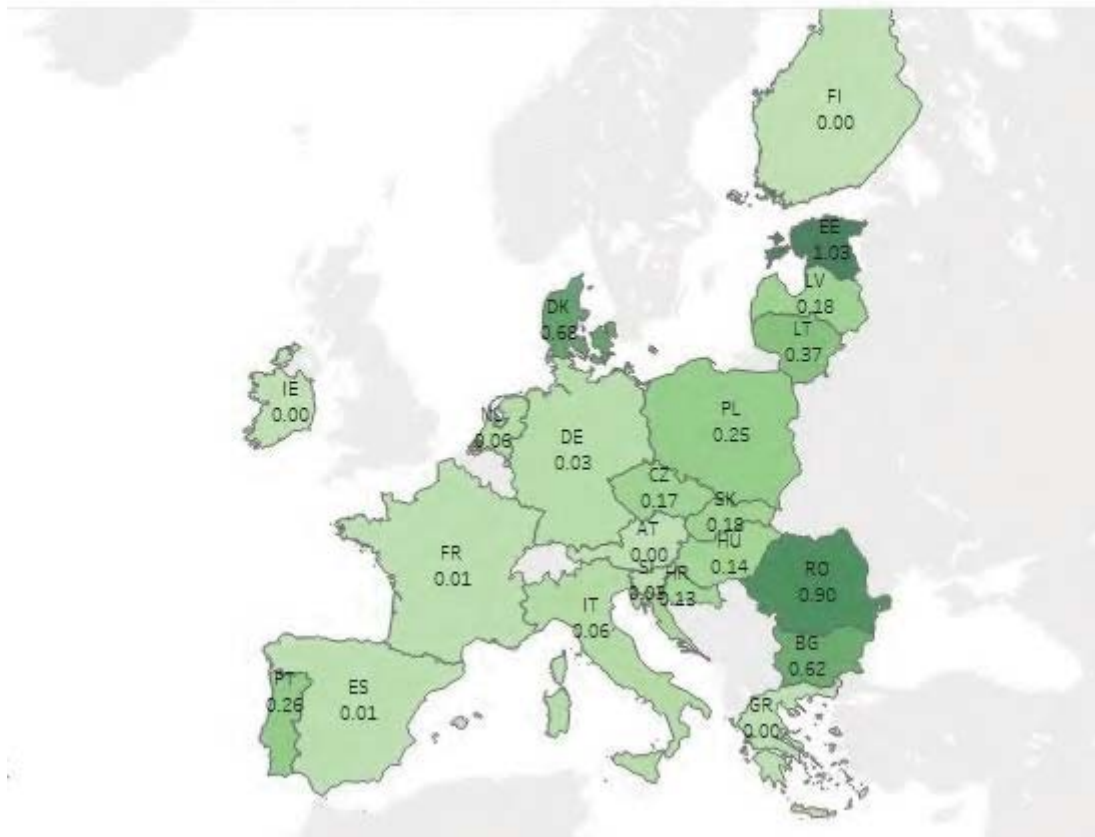 FI
0.00
EE
1.03
LV
0.18
LT
0.37
DK
0.68
IE
0.00
NL
0.06
DE
0.03
PL
0.25
CZ
0.17
SK
0.18
AT
0.00
HU
0.14
FR
0.01
SI
HR
0.13
RO
0.90
IT
0.06
BG
0.62
PT
0.26
ES
0.01
GR
0.00